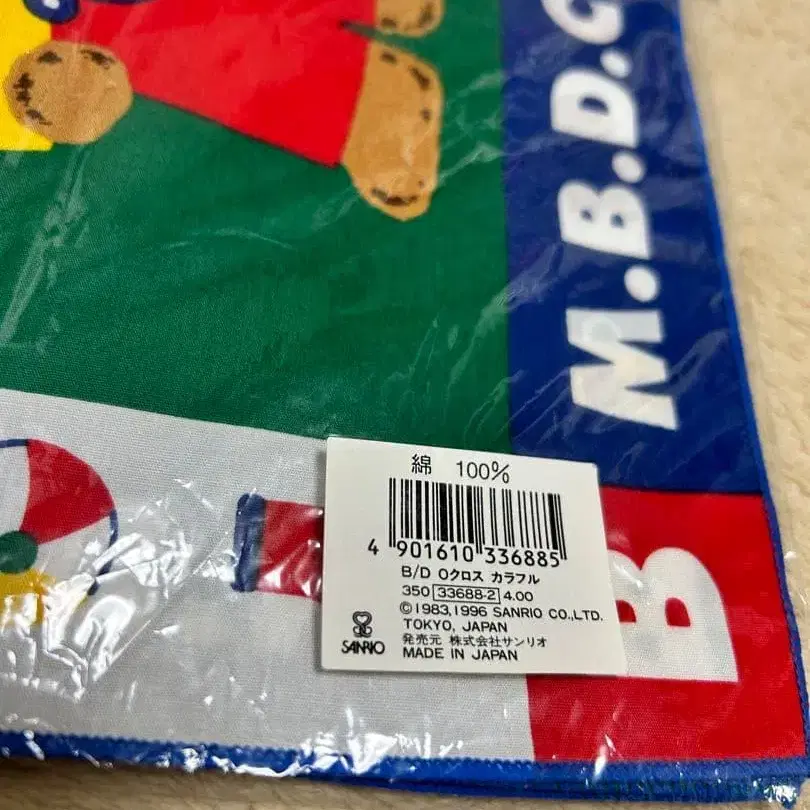 M.B.D.G
綿 100%
4 901610 336885
B/D Oクロス カラフル
350 33688-2 4.00
©1983,1996 SANRIO CO.,LTD.
TOKYO, JAPAN
発売元 株式会社サンリオ
MADE IN JAPAN
SANRIO
B